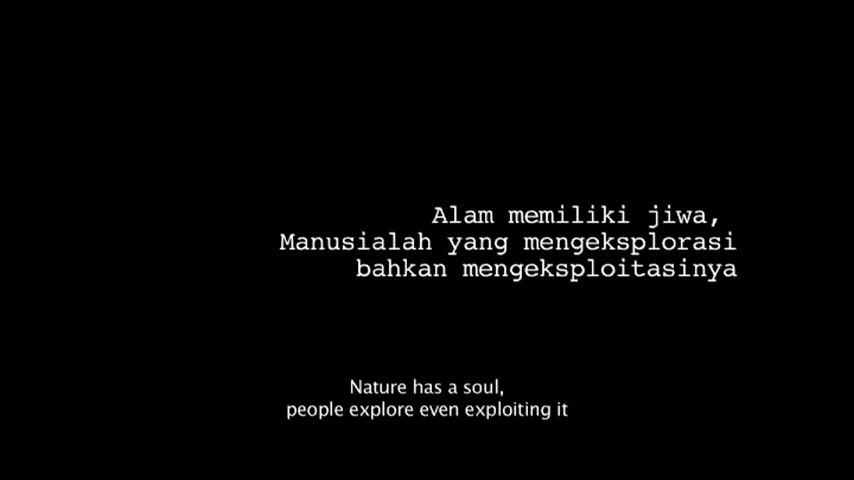 Alam memiliki jiwa,
Manusialah yang mengeksplorasi
bahkan mengeksploitasinya
Nature has a soul,
people explore even exploiting it